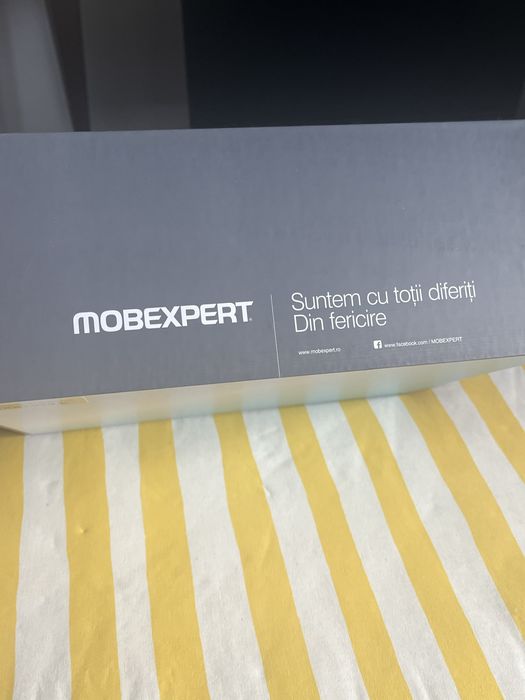 MOBEXPERT®
Suntem cu toții diferiți
Din fericire
www.mobexpert.ro
www.facebook.com / MOBEXPERT